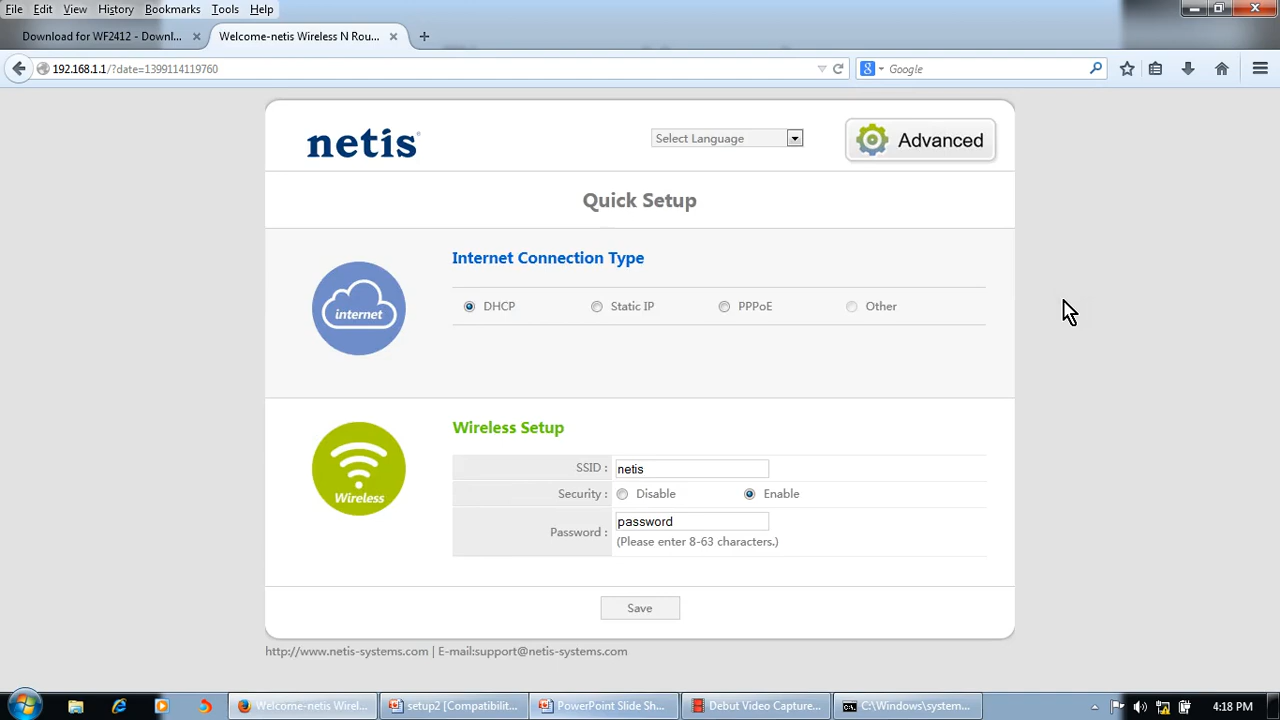 File Edit View History Bookmarks Tools Help
Download for WF2412 - Downl...
Welcome-netis Wireless N Rou...
192.168.1.1/?date=1399114119760
Google
netis
Select Language
Advanced
Quick Setup
Internet Connection Type
internet
DHCP
Static IP
PPPoE
Other
Wireless Setup
Wireless
SSID : netis
Security : Disable Enable
Password : password
(Please enter 8-63 characters.)
Save
http://www.netis-systems.com | E-mail:support@netis-systems.com
Welcome-netis Wirel...
setup2 [Compatibilit...
PowerPoint Slide Sh...
Debut Video Capture...
C:\Windows\system...
4:18 PM